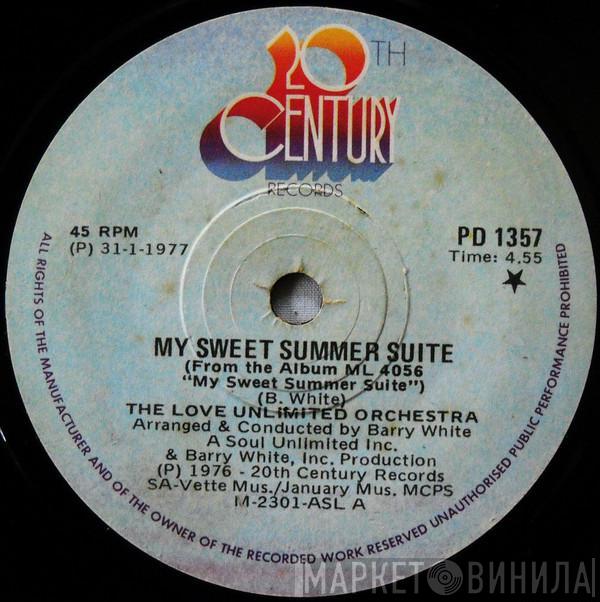 20TH
CENTURY
RECORDS
45 RPM
(P) 31-1-1977
PD 1357
Time: 4.55
MY SWEET SUMMER SUITE
(From the Album ML 4056
"My Sweet Summer Suite")
(B. White)
THE LOVE UNLIMITED ORCHESTRA
Arranged & Conducted by Barry White
A Soul Unlimited Inc.
& Barry White, Inc. Production
(P) 1976 - 20th Century Records
SA-Vette Mus./January Mus. MCPS
M-2301-ASL A
ALL RIGHTS OF THE MANUFACTURER AND OF THE OWNER OF THE RECORDED WORK RESERVED UNAUTHORISED PUBLIC PERFORMANCE PROHIBITED
МАРКЕТ ВИНИЛА